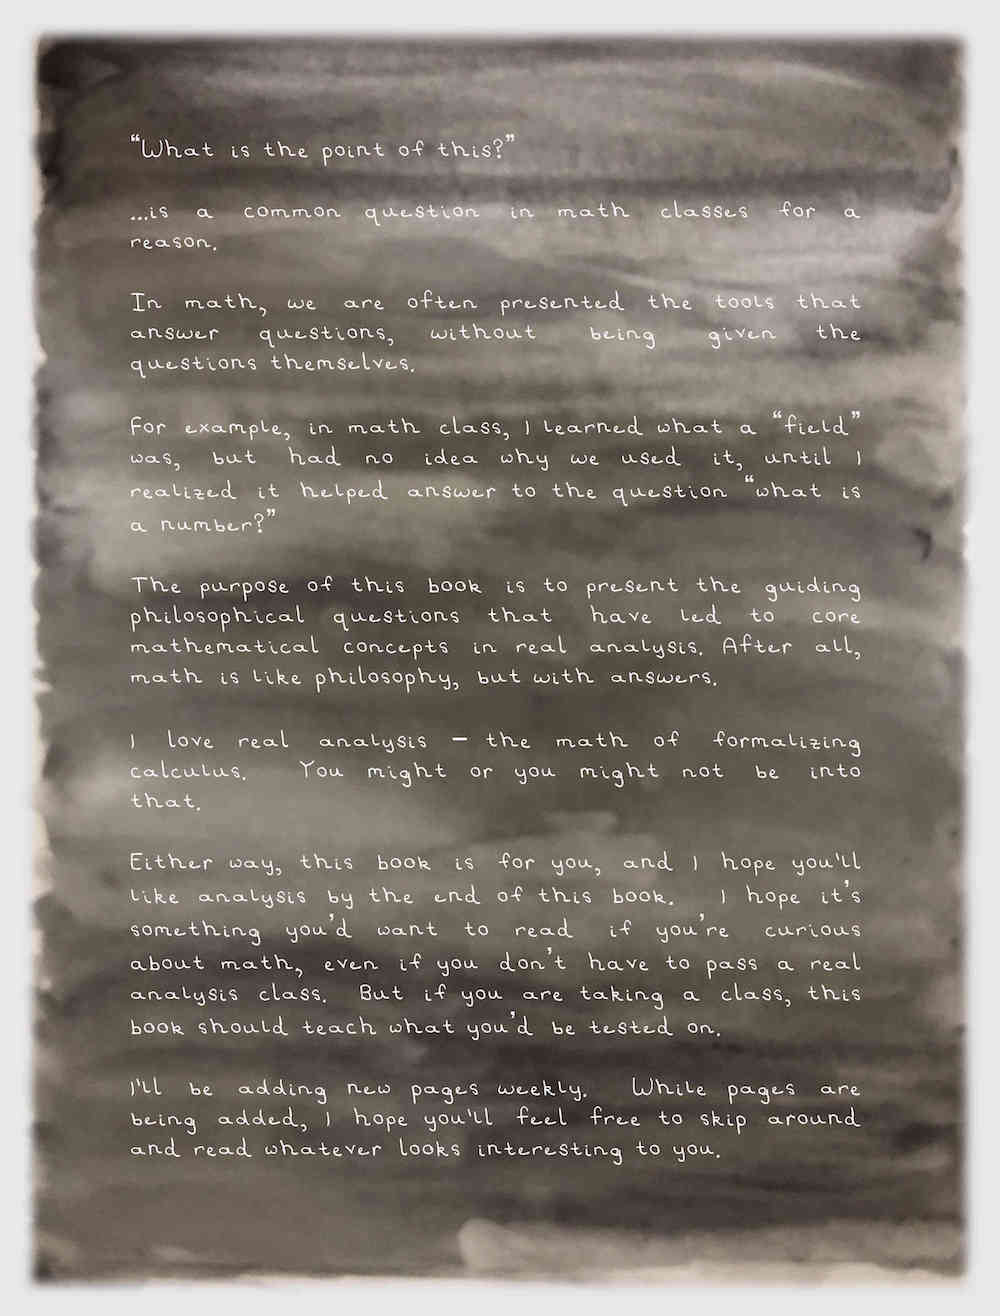 “What is the point of this?”
...is a common question in math classes for a
reason.
In math, we are often presented the tools that
answer questions, without being given the
questions themselves.
For example, in math class, I learned what a “field”
was, but had no idea why we used it, until I
realized it helped answer to the question “what is
a number?”
The purpose of this book is to present the guiding
philosophical questions that have led to core
mathematical concepts in real analysis. After all,
math is like philosophy, but with answers.
I love real analysis – the math of formalizing
calculus. You might or you might not be into
that.
Either way, this book is for you, and I hope you'll
like analysis by the end of this book. I hope it’s
something you’d want to read if you’re curious
about math, even if you don’t have to pass a real
analysis class. But if you are taking a class, this
book should teach what you’d be tested on.
I'll be adding new pages weekly. While pages are
being added, I hope you'll feel free to skip around
and read whatever looks interesting to you.